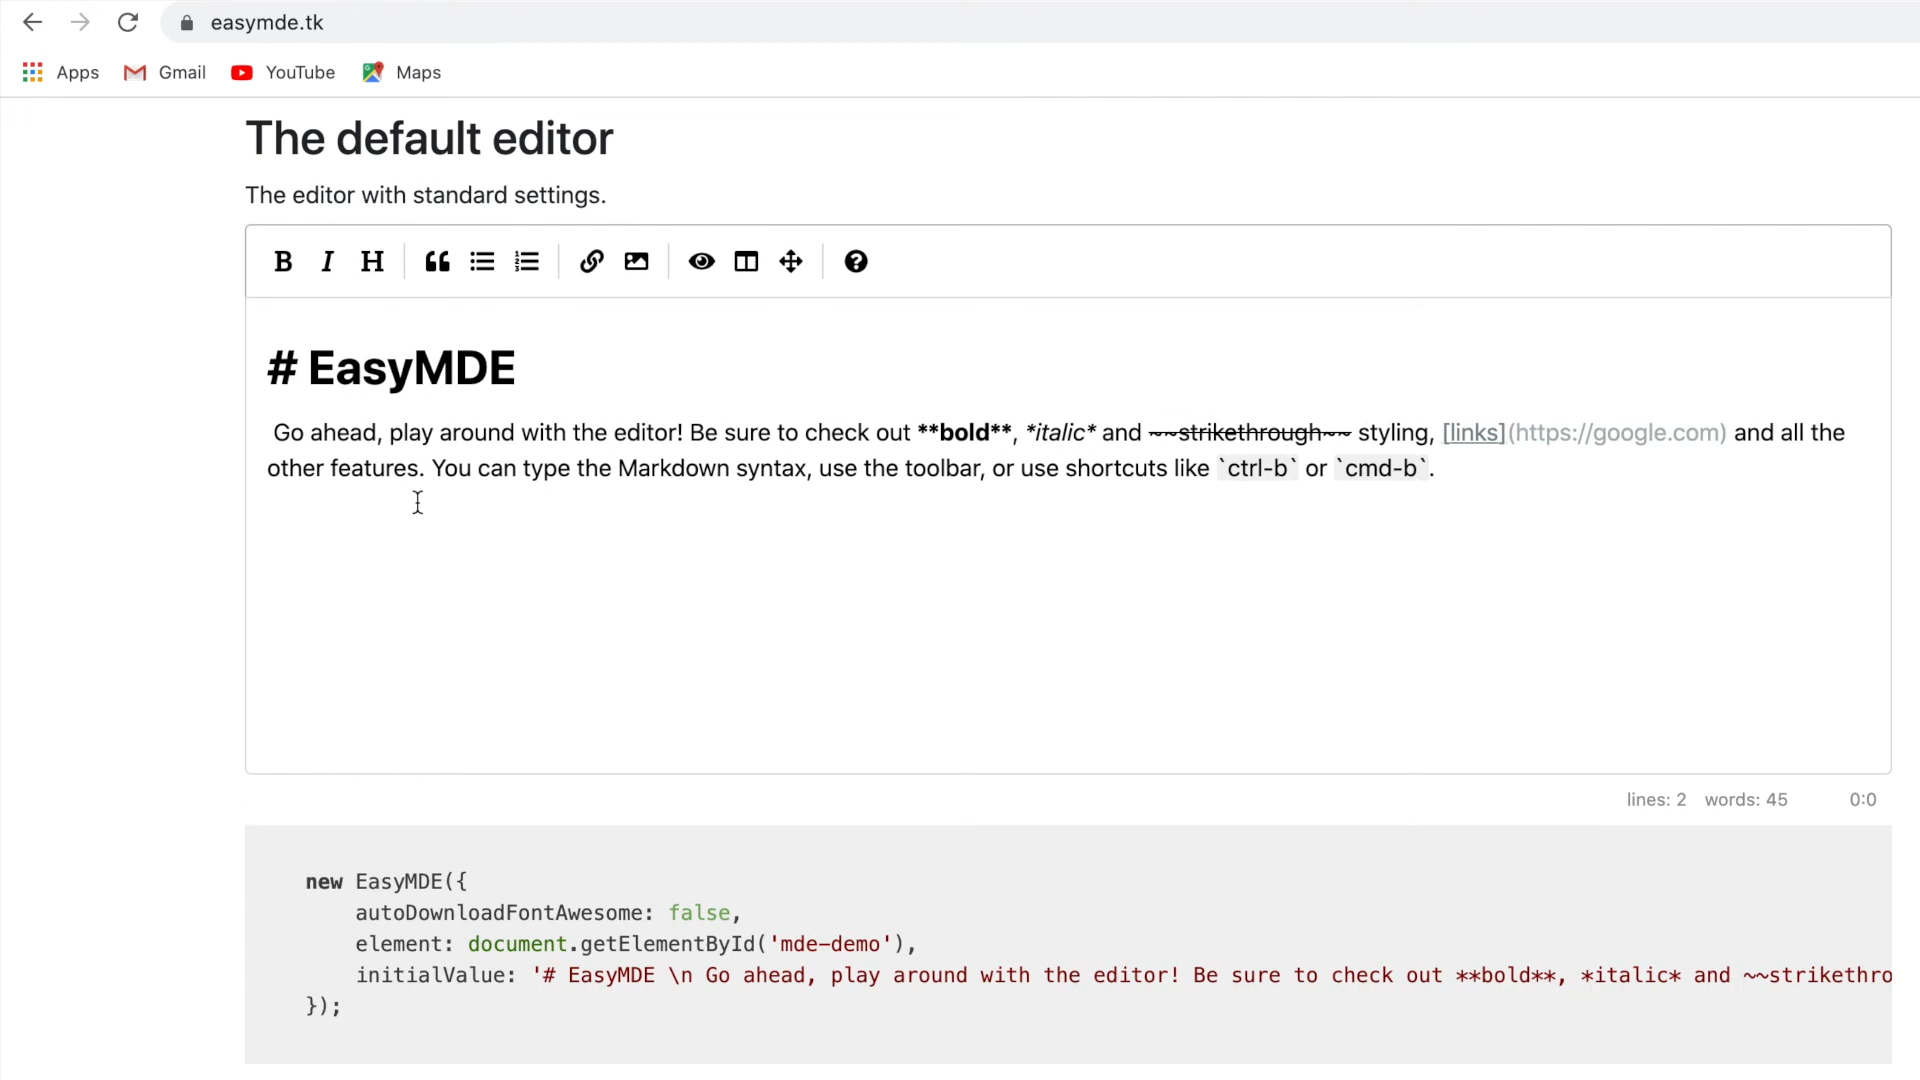 easymde.tk
Apps Gmail YouTube Maps
The default editor
The editor with standard settings.
B I H
# EasyMDE
Go ahead, play around with the editor! Be sure to check out **bold**, *italic* and ~~strikethrough~~ styling, [links](https://google.com) and all the
other features. You can type the Markdown syntax, use the toolbar, or use shortcuts like `ctrl-b` or `cmd-b`.
lines: 2 words: 45 0:0
new EasyMDE({
autoDownloadFontAwesome: false,
element: document.getElementById('mde-demo'),
initialValue: '# EasyMDE \n Go ahead, play around with the editor! Be sure to check out **bold**, *italic* and ~~strikethro
});